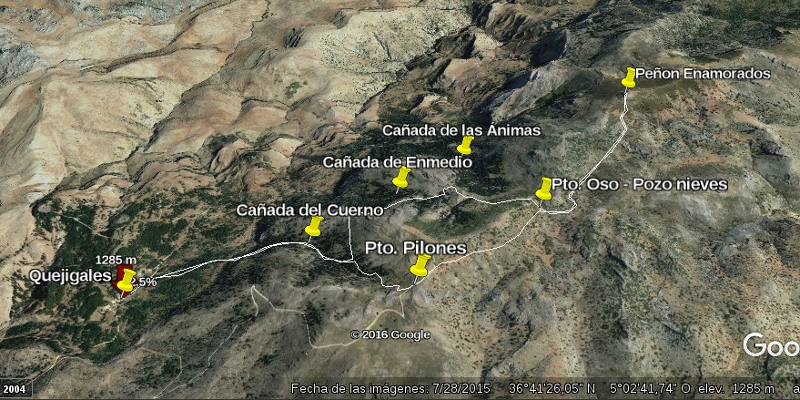 Peñon Enamorados
Cañada de las Ánimas
Cañada de Enmedio
Pto. Oso - Pozo nieves
Cañada del Cuerno
Pto. Pilones
1285 m
Quejigales
2.5%
© 2016 Google
Goo
2004
Fecha de las imágenes: 7/28/2015 36°41'26,05" N 5°02'41,74" O elev. 1285 m a